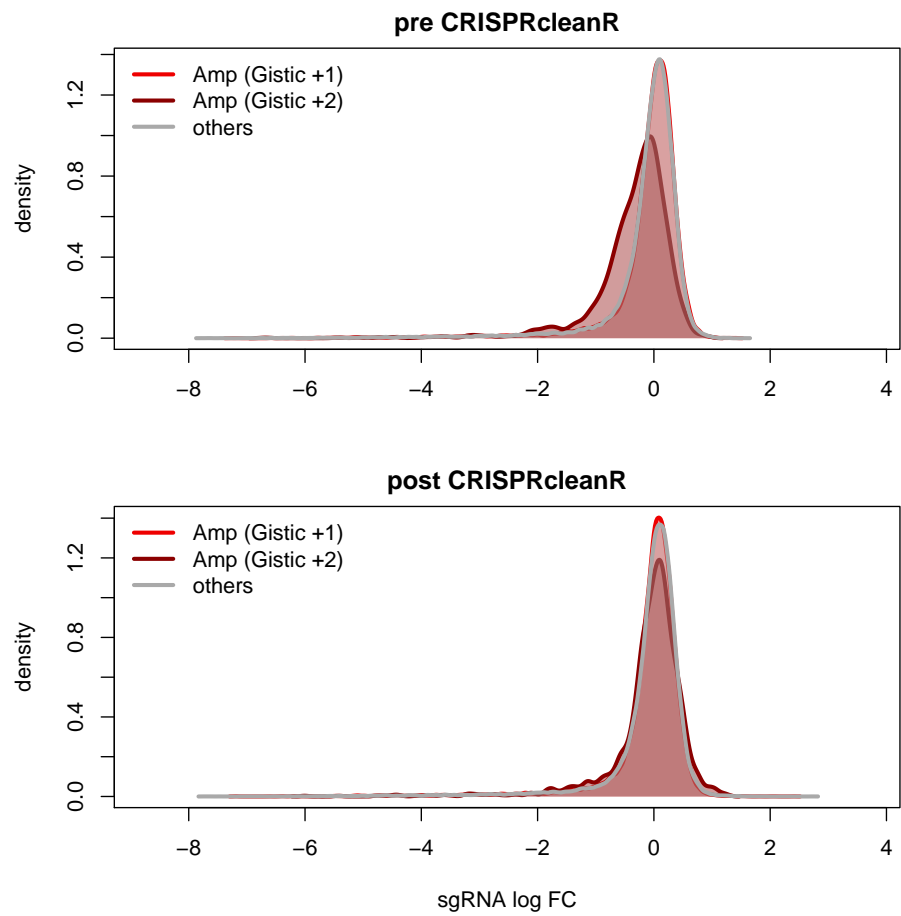 pre CRISPRcleanR
Amp (Gistic +1)
Amp (Gistic +2)
others
density
0.0 0.4 0.8 1.2
−8 −6 −4 −2 0 2 4
post CRISPRcleanR
Amp (Gistic +1)
Amp (Gistic +2)
others
density
0.0 0.4 0.8 1.2
−8 −6 −4 −2 0 2 4
sgRNA log FC